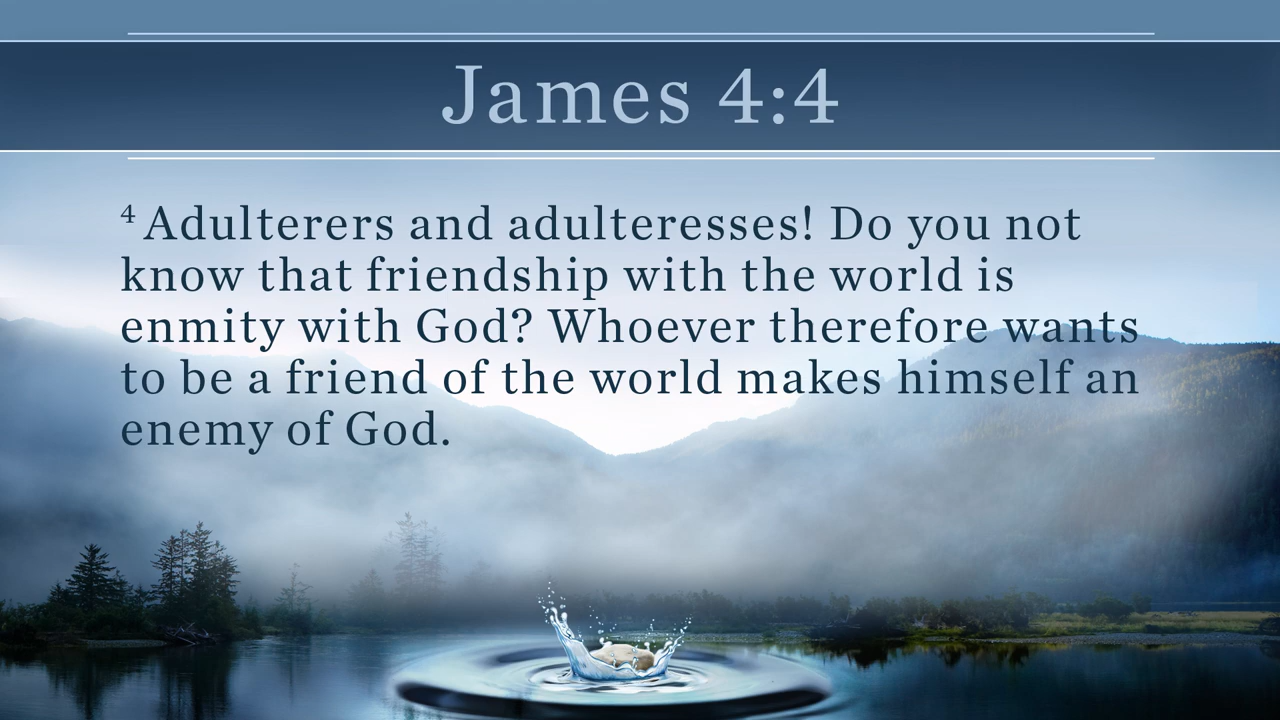 James 4:4
⁴ Adulterers and adulteresses! Do you not
know that friendship with the world is
enmity with God? Whoever therefore wants
to be a friend of the world makes himself an
enemy of God.